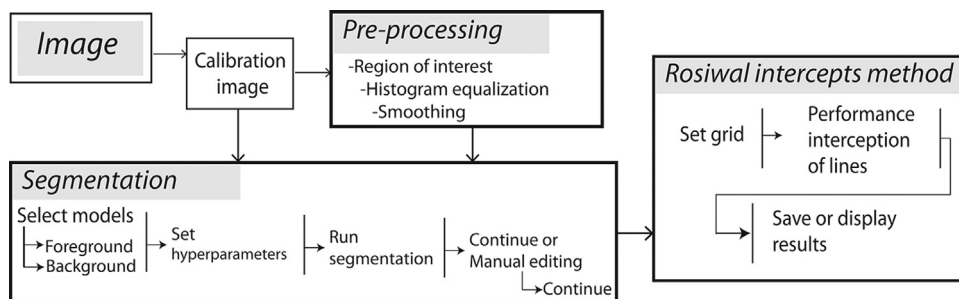 Image
Calibration
image
Pre-processing
-Region of interest
-Histogram equalization
-Smoothing
Segmentation
Select models
Foreground
Background
Set
hyperparameters
Run
segmentation
Continue or
Manual editing
Continue
Rosiwal intercepts method
Set grid
Performance
interception
of lines
Save or display
results